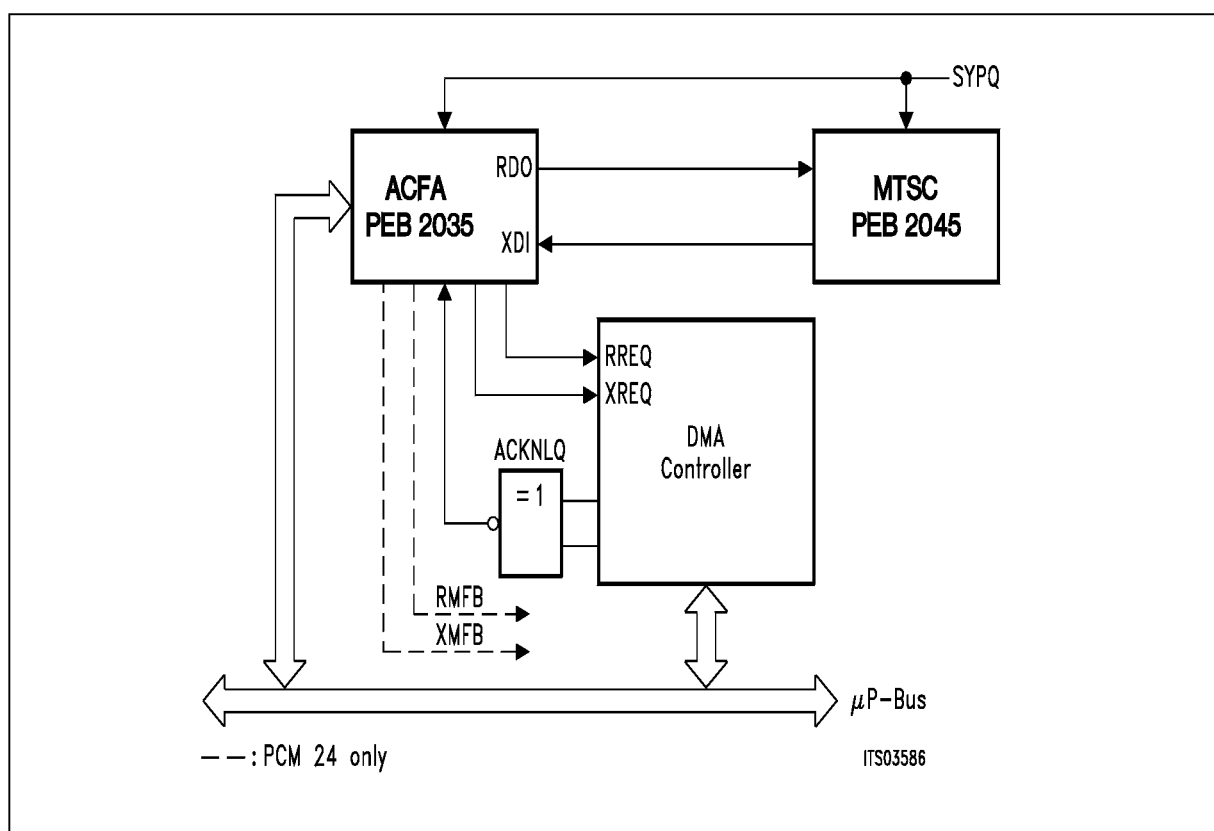 SYPQ
RDO
ACFA
PEB 2035
XDI
MTSC
PEB 2045
RREQ
XREQ
DMA
Controller
ACKNLQ
= 1
RMFB
XMFB
μP-Bus
———: PCM 24 only
ITS03586